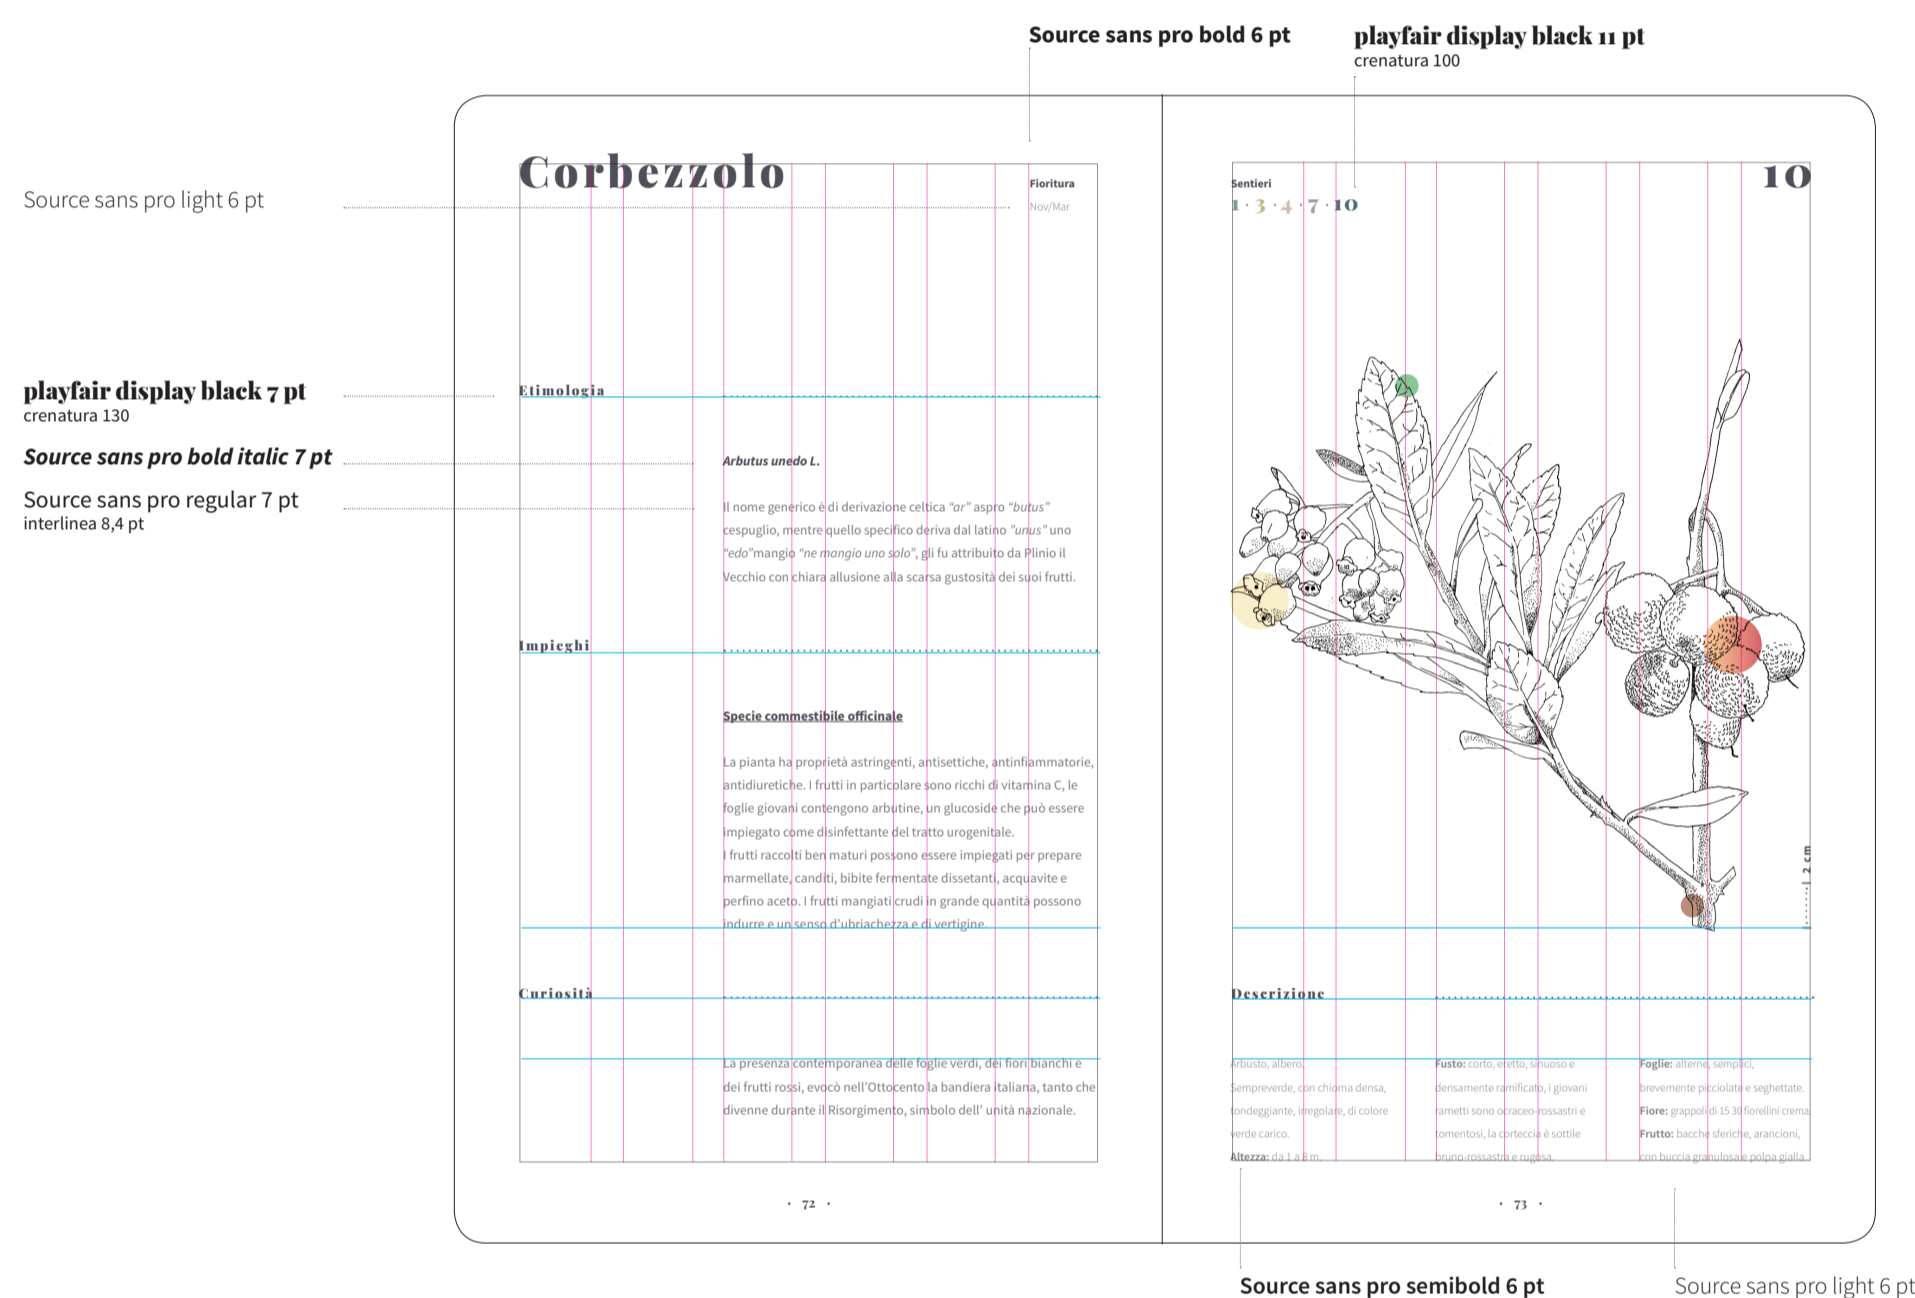 Source sans pro bold 6 pt
playfair display black 11 pt
crenatura 100
Source sans pro light 6 pt
playfair display black 7 pt
crenatura 130
Source sans pro bold italic 7 pt
Source sans pro regular 7 pt
interlinea 8,4 pt
Corbezzolo
Fioritura
Nov/Mar
Etimologia
Arbutus unedo L.
Il nome generico è di derivazione celtica “ar” aspro “butus”
cespuglio, mentre quello specifico deriva dal latino ”unus” uno
“edo”mangio “ne mangio uno solo”, gli fu attribuito da Plinio il
Vecchio con chiara allusione alla scarsa gustosità dei suoi frutti.
Impieghi
Specie commestibile officinale
La pianta ha proprietà astringenti, antisettiche, antinfiammatorie,
antidiuretiche. I frutti in particolare sono ricchi di vitamina C, le
foglie giovani contengono arbutine, un glucoside che può essere
impiegato come disinfettante del tratto urogenitale.
I frutti raccolti ben maturi possono essere impiegati per prepare
marmellate, canditi, bibite fermentate dissetanti, acquavite e
perfino aceto. I frutti mangiati crudi in grande quantità possono
indurre e un senso d’ubriachezza e di vertigine.
Curiosità
La presenza contemporanea delle foglie verdi, dei fiori bianchi e
dei frutti rossi, evocò nell’Ottocento la bandiera italiana, tanto che
divenne durante il Risorgimento, simbolo dell’ unità nazionale.
· 72 ·
Sentieri
1 · 3 · 4 · 7 · 10
10
2 cm
Descrizione
Arbusto, albero.
Sempreverde, con chioma densa,
tondeggiante, irregolare, di colore
verde carico.
Altezza: da 1 a 8 m.
Fusto: corto, eretto, sinuoso e
densamente ramificato, i giovani
rametti sono ocraceo-rossastri e
tomentosi, la corteccia è sottile
bruno-rossastra e rugosa.
Foglie: alterne, semplici,
brevemente picciolate e seghettate.
Fiore: grappoli di 15 30 fiorellini crema.
Frutto: bacche sferiche, arancioni,
con buccia granulosa e polpa gialla.
· 73 ·
Source sans pro semibold 6 pt
Source sans pro light 6 pt